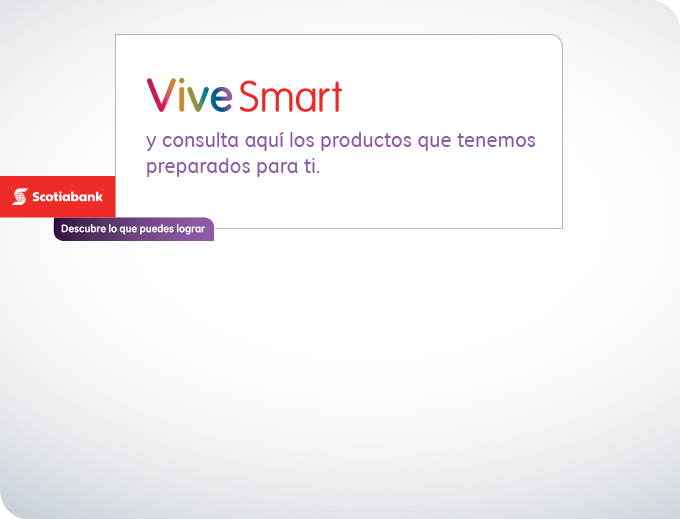 Vive Smart
y consulta aquí los productos que tenemos
preparados para ti.
Scotiabank
Descubre lo que puedes lograr